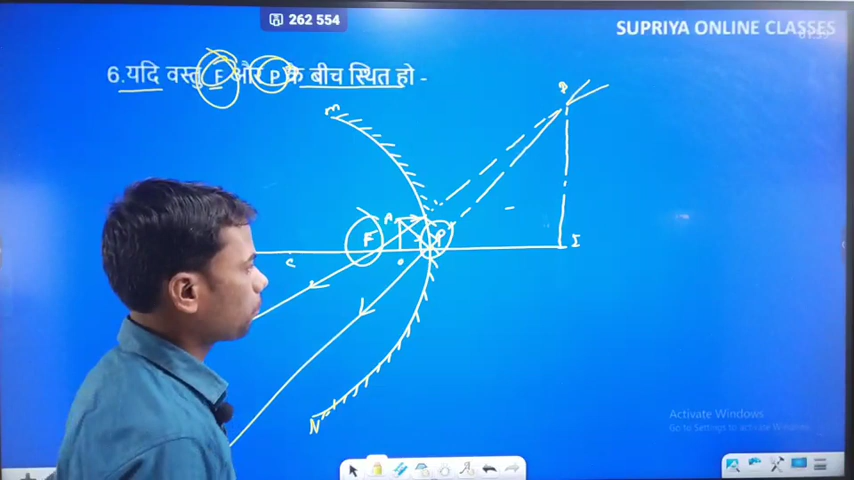 262 554
SUPRIYA ONLINE CLASSES
6.यदि वस्तु F और P के बीच स्थित हो -
M
A
F
P
C
I
N
Activate Windows
Go to Settings to activate Windows.